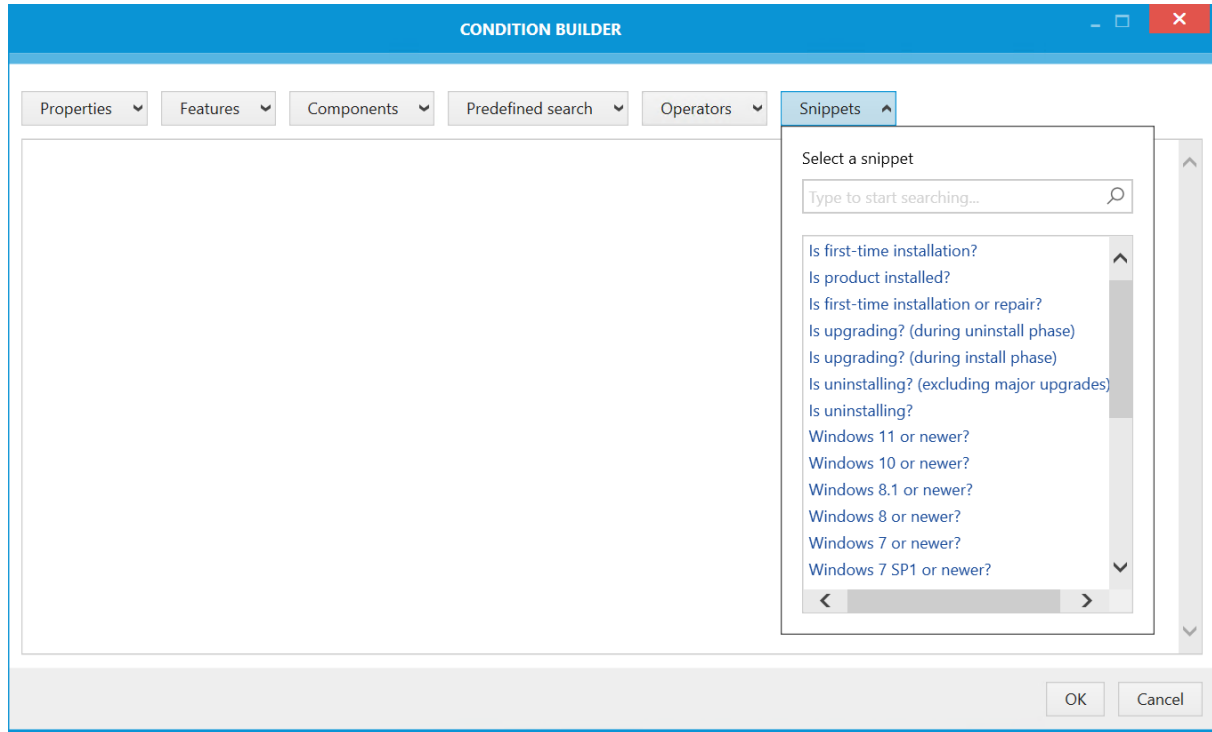 CONDITION BUILDER
Properties Features Components Predefined search Operators Snippets
Select a snippet
Type to start searching...
Is first-time installation?
Is product installed?
Is first-time installation or repair?
Is upgrading? (during uninstall phase)
Is upgrading? (during install phase)
Is uninstalling? (excluding major upgrades)
Is uninstalling?
Windows 11 or newer?
Windows 10 or newer?
Windows 8.1 or newer?
Windows 8 or newer?
Windows 7 or newer?
Windows 7 SP1 or newer?
OK Cancel